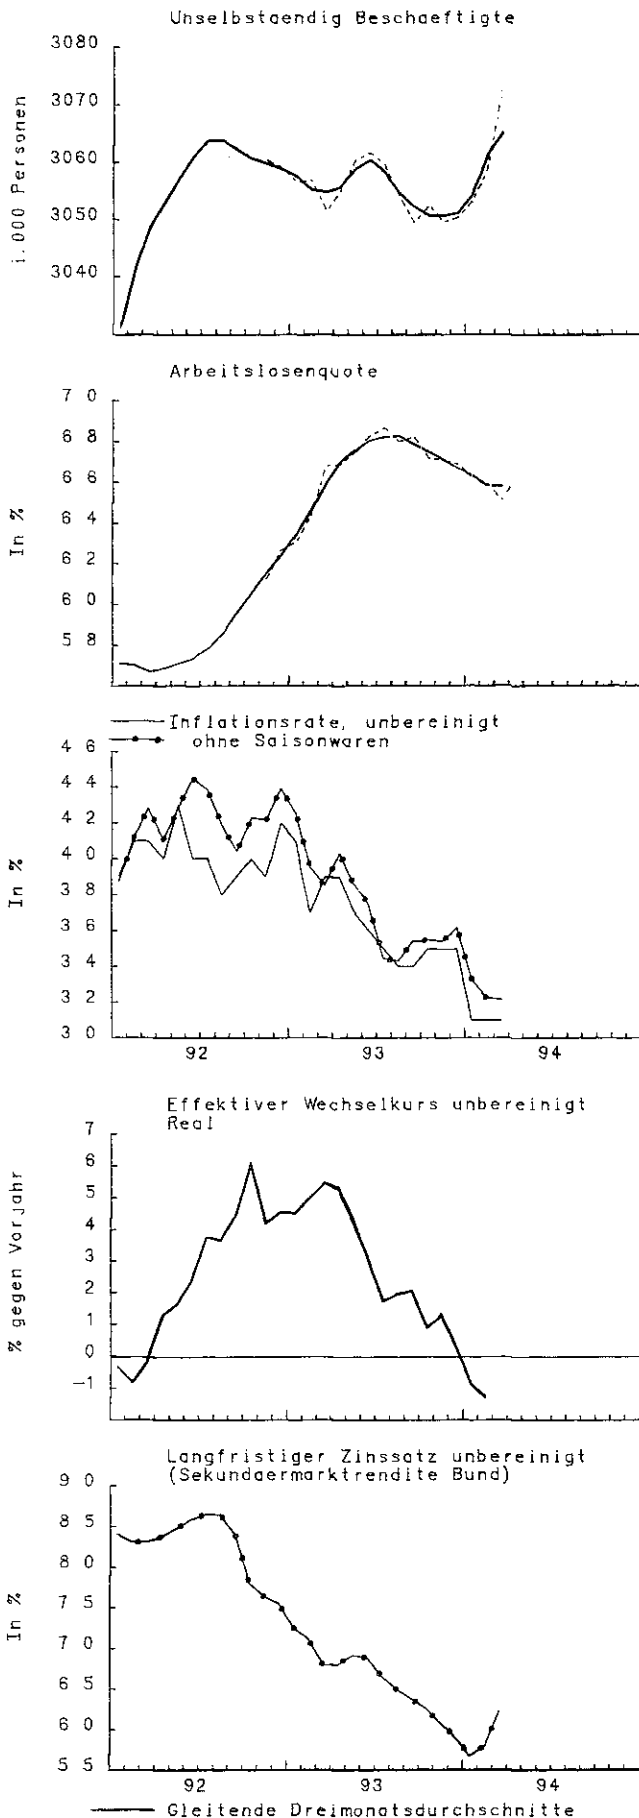 Unselbstaendig Beschaeftigte
3080
3070
3060
3050
3040
i.000 Personen
Arbeitslosenquote
7 0
6 8
6 6
6 4
6 0
5 8
In %
Inflationsrate, unbereinigt
ohne Saisonwaren
4 6
4 4
4 2
4 0
3 8
3 6
3 4
3 2
3 0
In %
92 93 94
Effektiver Wechselkurs unbereinigt
Real
7
6
5
4
3
2
1
0
-1
% gegen Vorjahr
Langfristiger Zinssatz unbereinigt
(Sekundaermarktrendite Bund)
9 0
8 5
8 0
7 5
7 0
6 5
6 0
5 5
In %
92 93 94
Gleitende Dreimonatsdurchschnitte